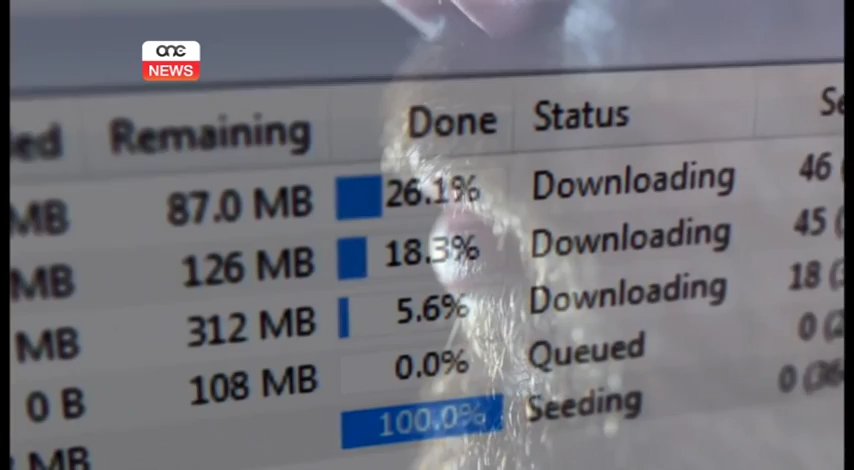 one
NEWS
Remaining Done Status
MB 87.0 MB 26.1% Downloading 46
MB 126 MB 18.3% Downloading 45
MB 312 MB 5.6% Downloading 18
0 B 108 MB 0.0% Queued 0
MB 100.0% Seeding 0